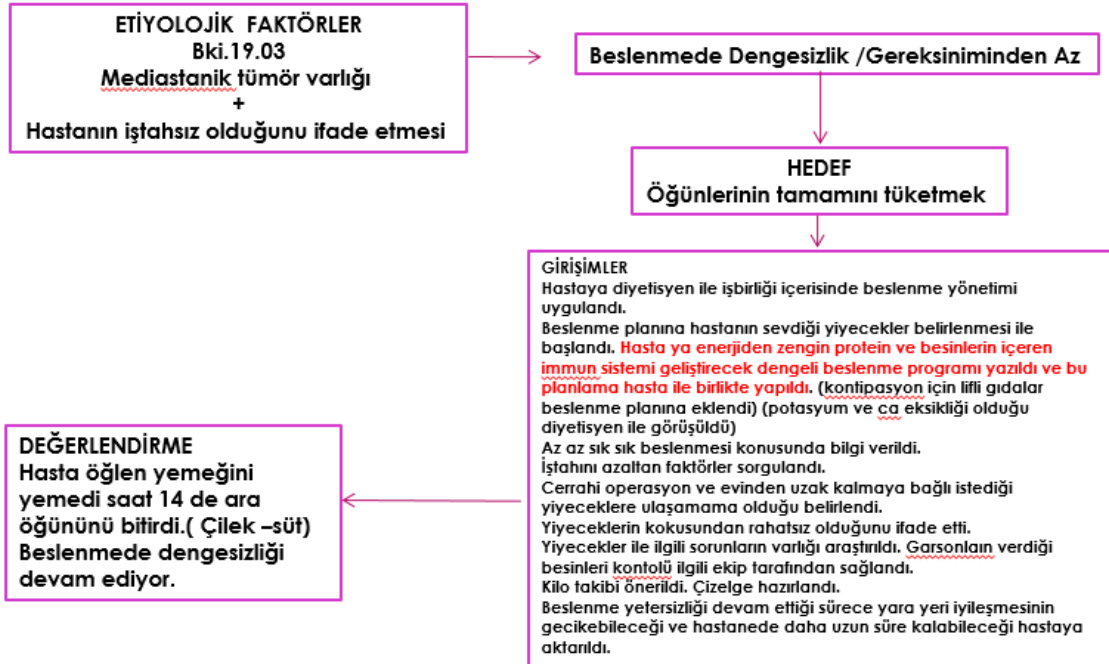 ETİYOLOJİK FAKTÖRLER
Bki.19.03
Mediastanik tümör varlığı
+
Hastanın iştahsız olduğunu ifade etmesi
Beslenmede Dengesizlik /Gereksiniminden Az
HEDEF
Öğünlerinin tamamını tüketmek
GİRİŞİMLER
Hastaya diyetisyen ile işbirliği içerisinde beslenme yönetimi
uygulandı.
Beslenme planına hastanın sevdiği yiyecekler belirlenmesi ile
başlandı. Hasta ya enerjiden zengin protein ve besinlerin içeren
immun sistemi geliştirecek dengeli beslenme programı yazıldı ve bu
planlama hasta ile birlikte yapıldı. (kontipasyon için lifli gıdalar
beslenme planına eklendi) (potasyum ve ca eksikliği olduğu
diyetisyen ile görüşüldü)
Az az sık sık beslenmesi konusunda bilgi verildi.
İştahını azaltan faktörler sorgulandı.
Cerrahi operasyon ve evinden uzak kalmaya bağlı istediği
yiyeceklere ulaşamama olduğu belirlendi.
Yiyeceklerin kokusundan rahatsız olduğunu ifade etti.
Yiyecekler ile ilgili sorunların varlığı araştırıldı. Garsonlaın verdiği
besinleri kontolü ilgili ekip tarafından sağlandı.
Kilo takibi önerildi. Çizelge hazırlandı.
Beslenme yetersizliği devam ettiği sürece yara yeri iyileşmesinin
gecikebileceği ve hastanede daha uzun süre kalabileceği hastaya
aktarıldı.
DEĞERLENDİRME
Hasta öğlen yemeğini
yemedi saat 14 de ara
öğününü bitirdi.( Çilek –süt)
Beslenmede dengesizliği
devam ediyor.